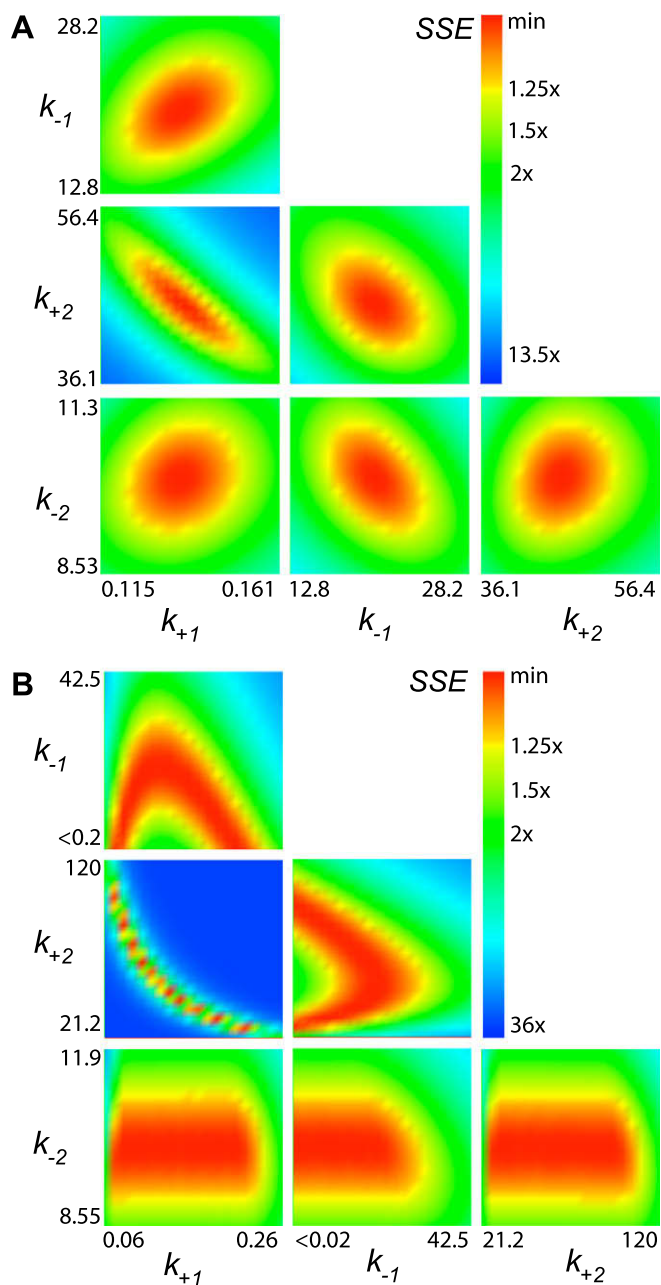 A
28.2
SSE
min
k-1
1.25x
1.5x
2x
12.8
56.4
k+2
13.5x
36.1
11.3
k-2
8.53
0.115 0.161 12.8 28.2 36.1 56.4
k+1 k-1 k+2
B
42.5
SSE
min
k-1
1.25x
1.5x
2x
<0.2
120
k+2
21.2
36x
11.9
k-2
8.55
0.06 0.26 <0.02 42.5 21.2 120
k+1 k-1 k+2